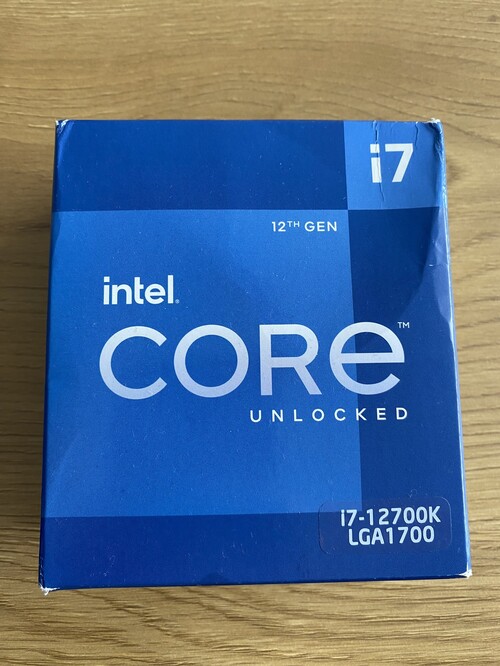 i7
12TH GEN
intel.
CORE™
UNLOCKED
i7-12700K
LGA1700